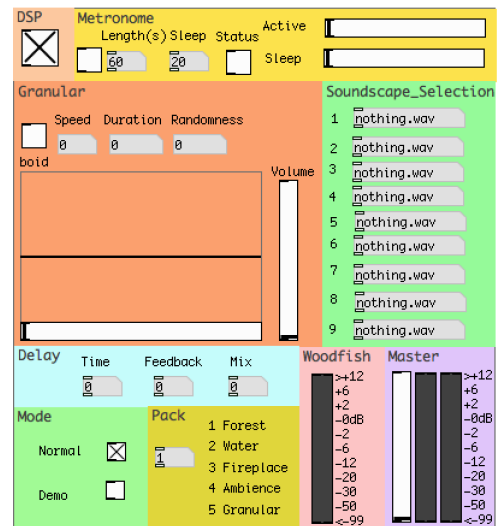 DSP
Metronome
Length(s) Sleep Status
60 20
Active
Sleep
Granular
Speed Duration Randomness
0 0 0
boid
Volume
Soundscape_Selection
1 nothing.wav
2 nothing.wav
3 nothing.wav
4 nothing.wav
5 nothing.wav
6 nothing.wav
7 nothing.wav
8 nothing.wav
9 nothing.wav
Delay
Time Feedback Mix
0 0 0
Mode
Normal
Demo
Pack
1
1 Forest
2 Water
3 Fireplace
4 Ambience
5 Granular
Woodfish
>+12
+6
+2
-0dB
-2
-6
-12
-20
-30
-50
<-99
Master
>+12
+6
+2
-0dB
-2
-6
-12
-20
-30
-50
<-99